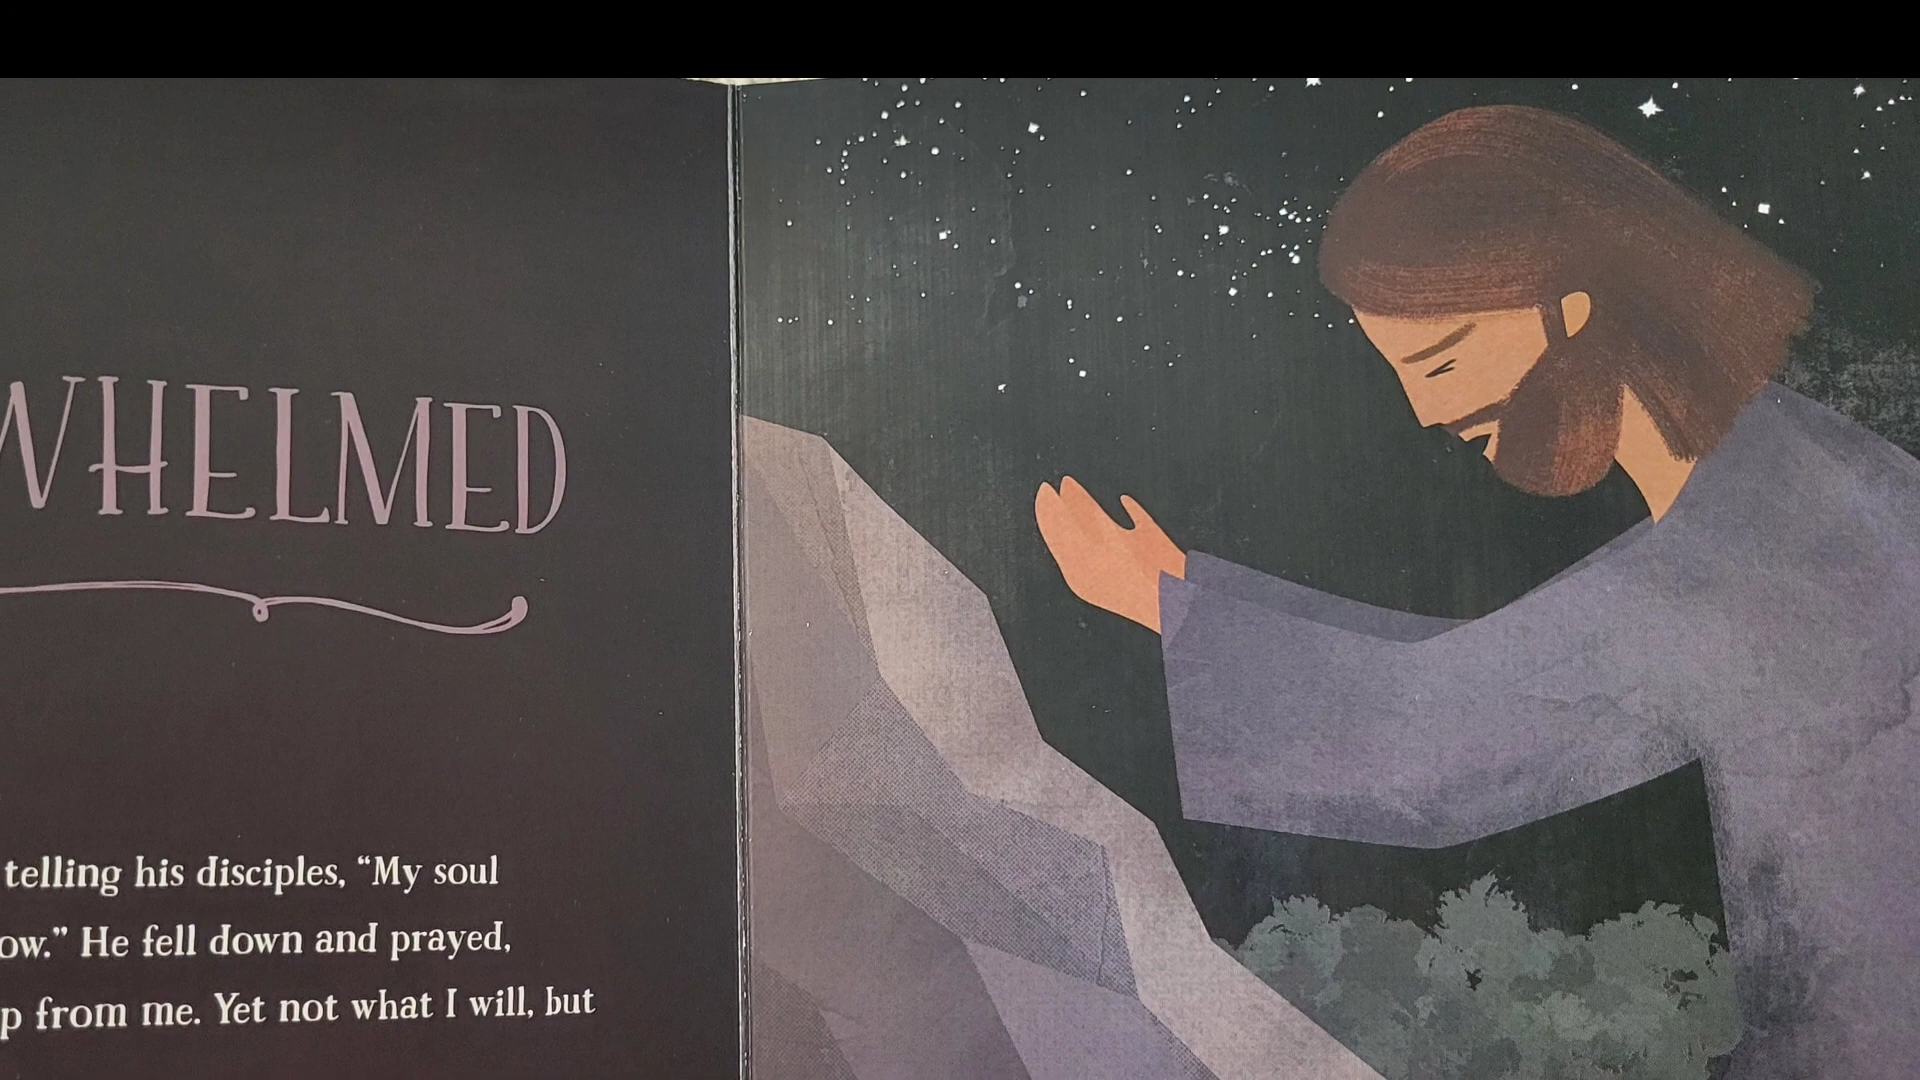 WHELMED
telling his disciples, “My soul
ow.” He fell down and prayed,
p from me. Yet not what I will, but